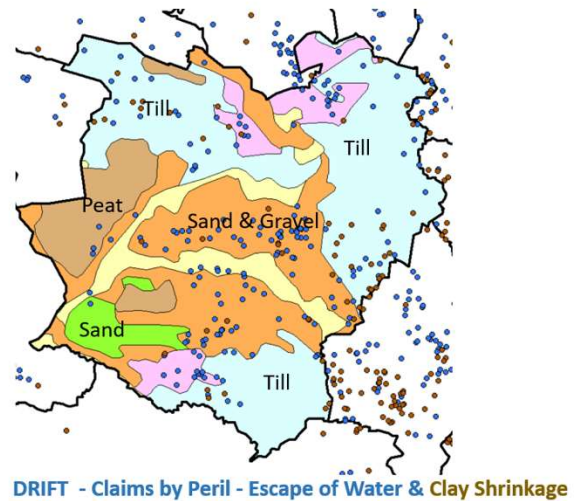 Till
Till
Peat
Sand & Gravel
Sand
Till
DRIFT - Claims by Peril - Escape of Water & Clay Shrinkage